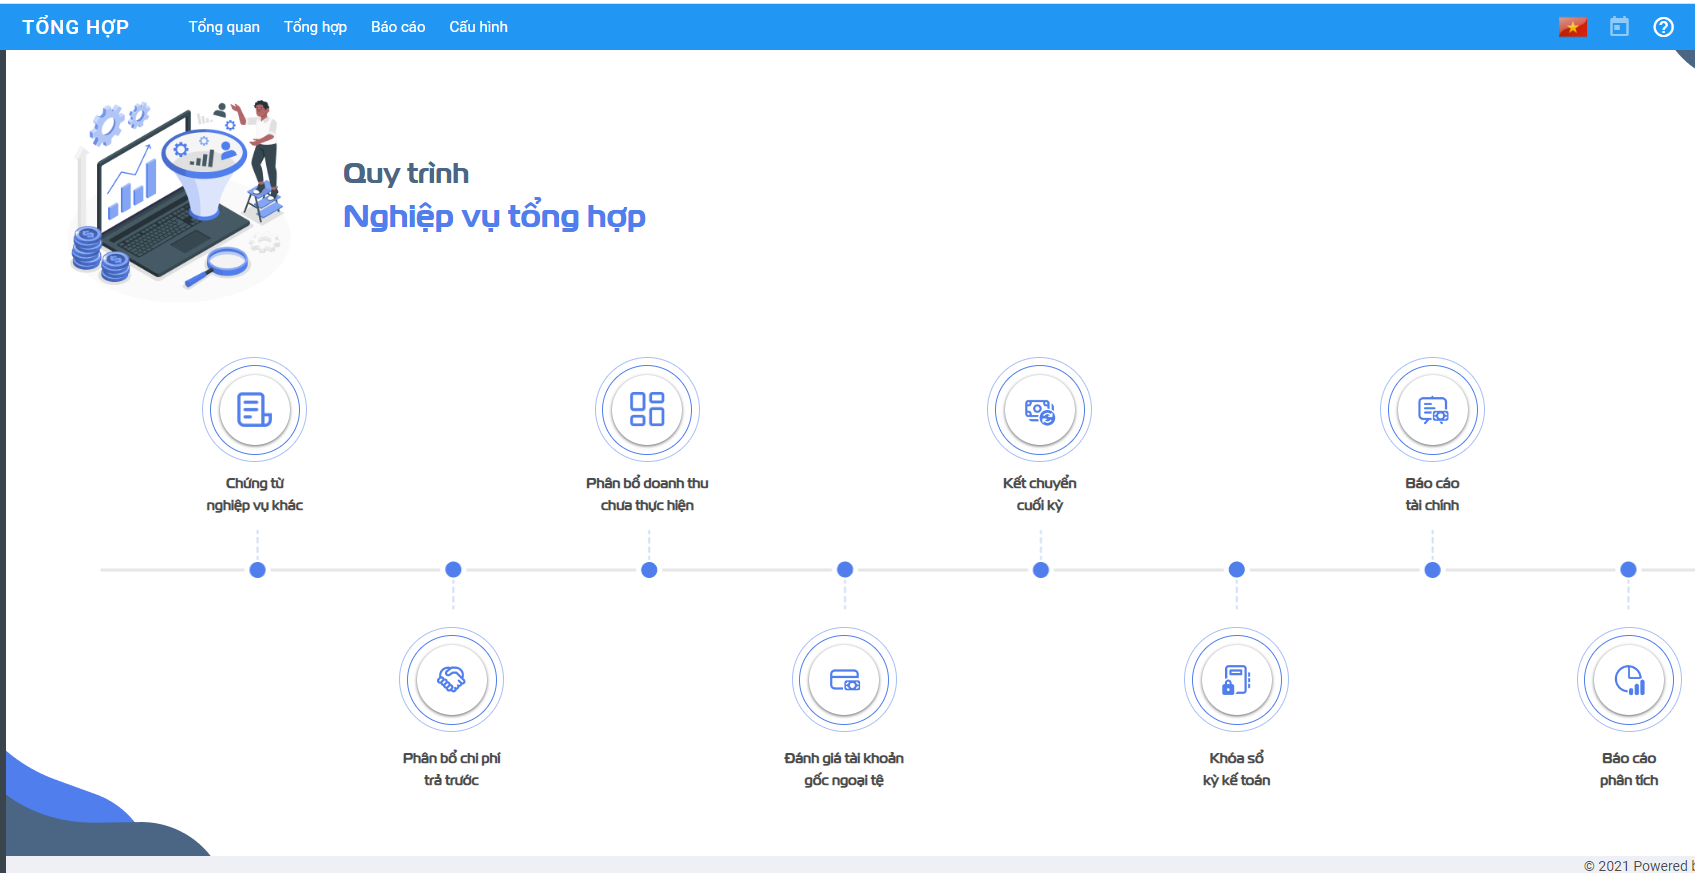 TỔNG HỢP
Tổng quan
Tổng hợp
Báo cáo
Cấu hình
Quy trình
Nghiệp vụ tổng hợp
Chứng từ
nghiệp vụ khác
Phân bổ doanh thu
chưa thực hiện
Kết chuyển
cuối kỳ
Báo cáo
tài chính
Phân bổ chi phí
trả trước
Đánh giá tài khoản
gốc ngoại tệ
Khóa sổ
kỳ kế toán
Báo cáo
phân tích
© 2021 Powered